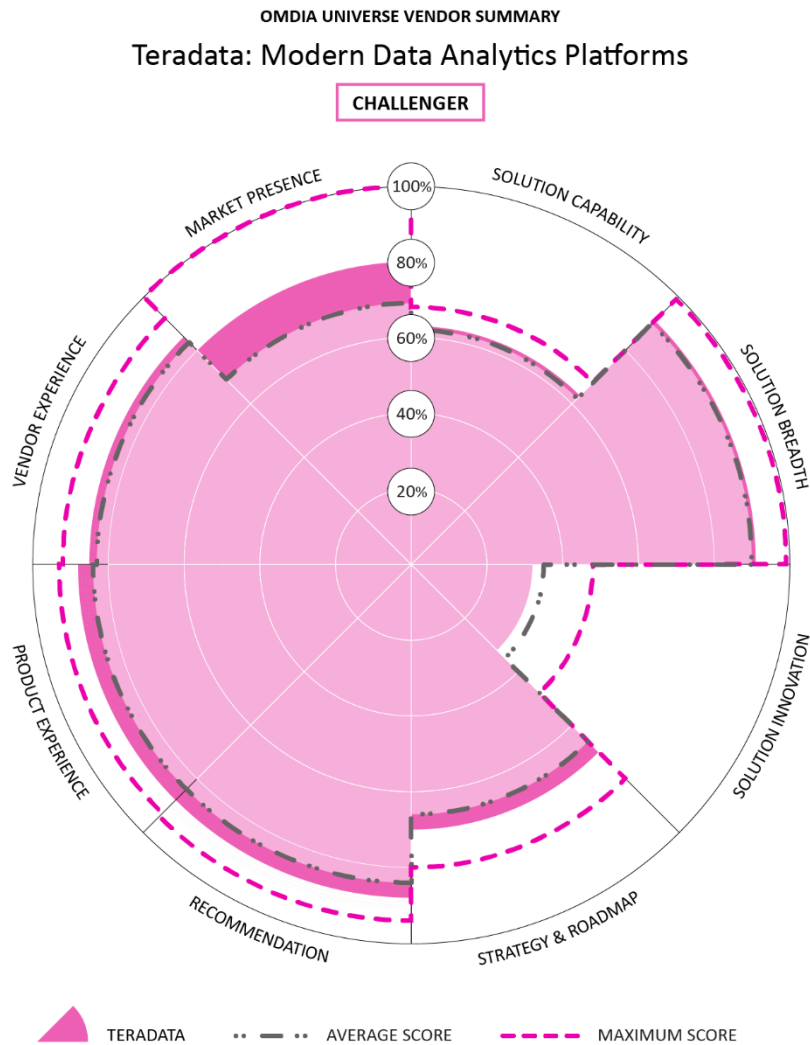 OMDIA UNIVERSE VENDOR SUMMARY
Teradata: Modern Data Analytics Platforms
CHALLENGER
MARKET PRESENCE
100%
SOLUTION CAPABILITY
80%
60%
40%
20%
VENDOR EXPERIENCE
SOLUTION BREADTH
PRODUCT EXPERIENCE
SOLUTION INNOVATION
RECOMMENDATION
STRATEGY & ROADMAP
TERADATA
AVERAGE SCORE
MAXIMUM SCORE